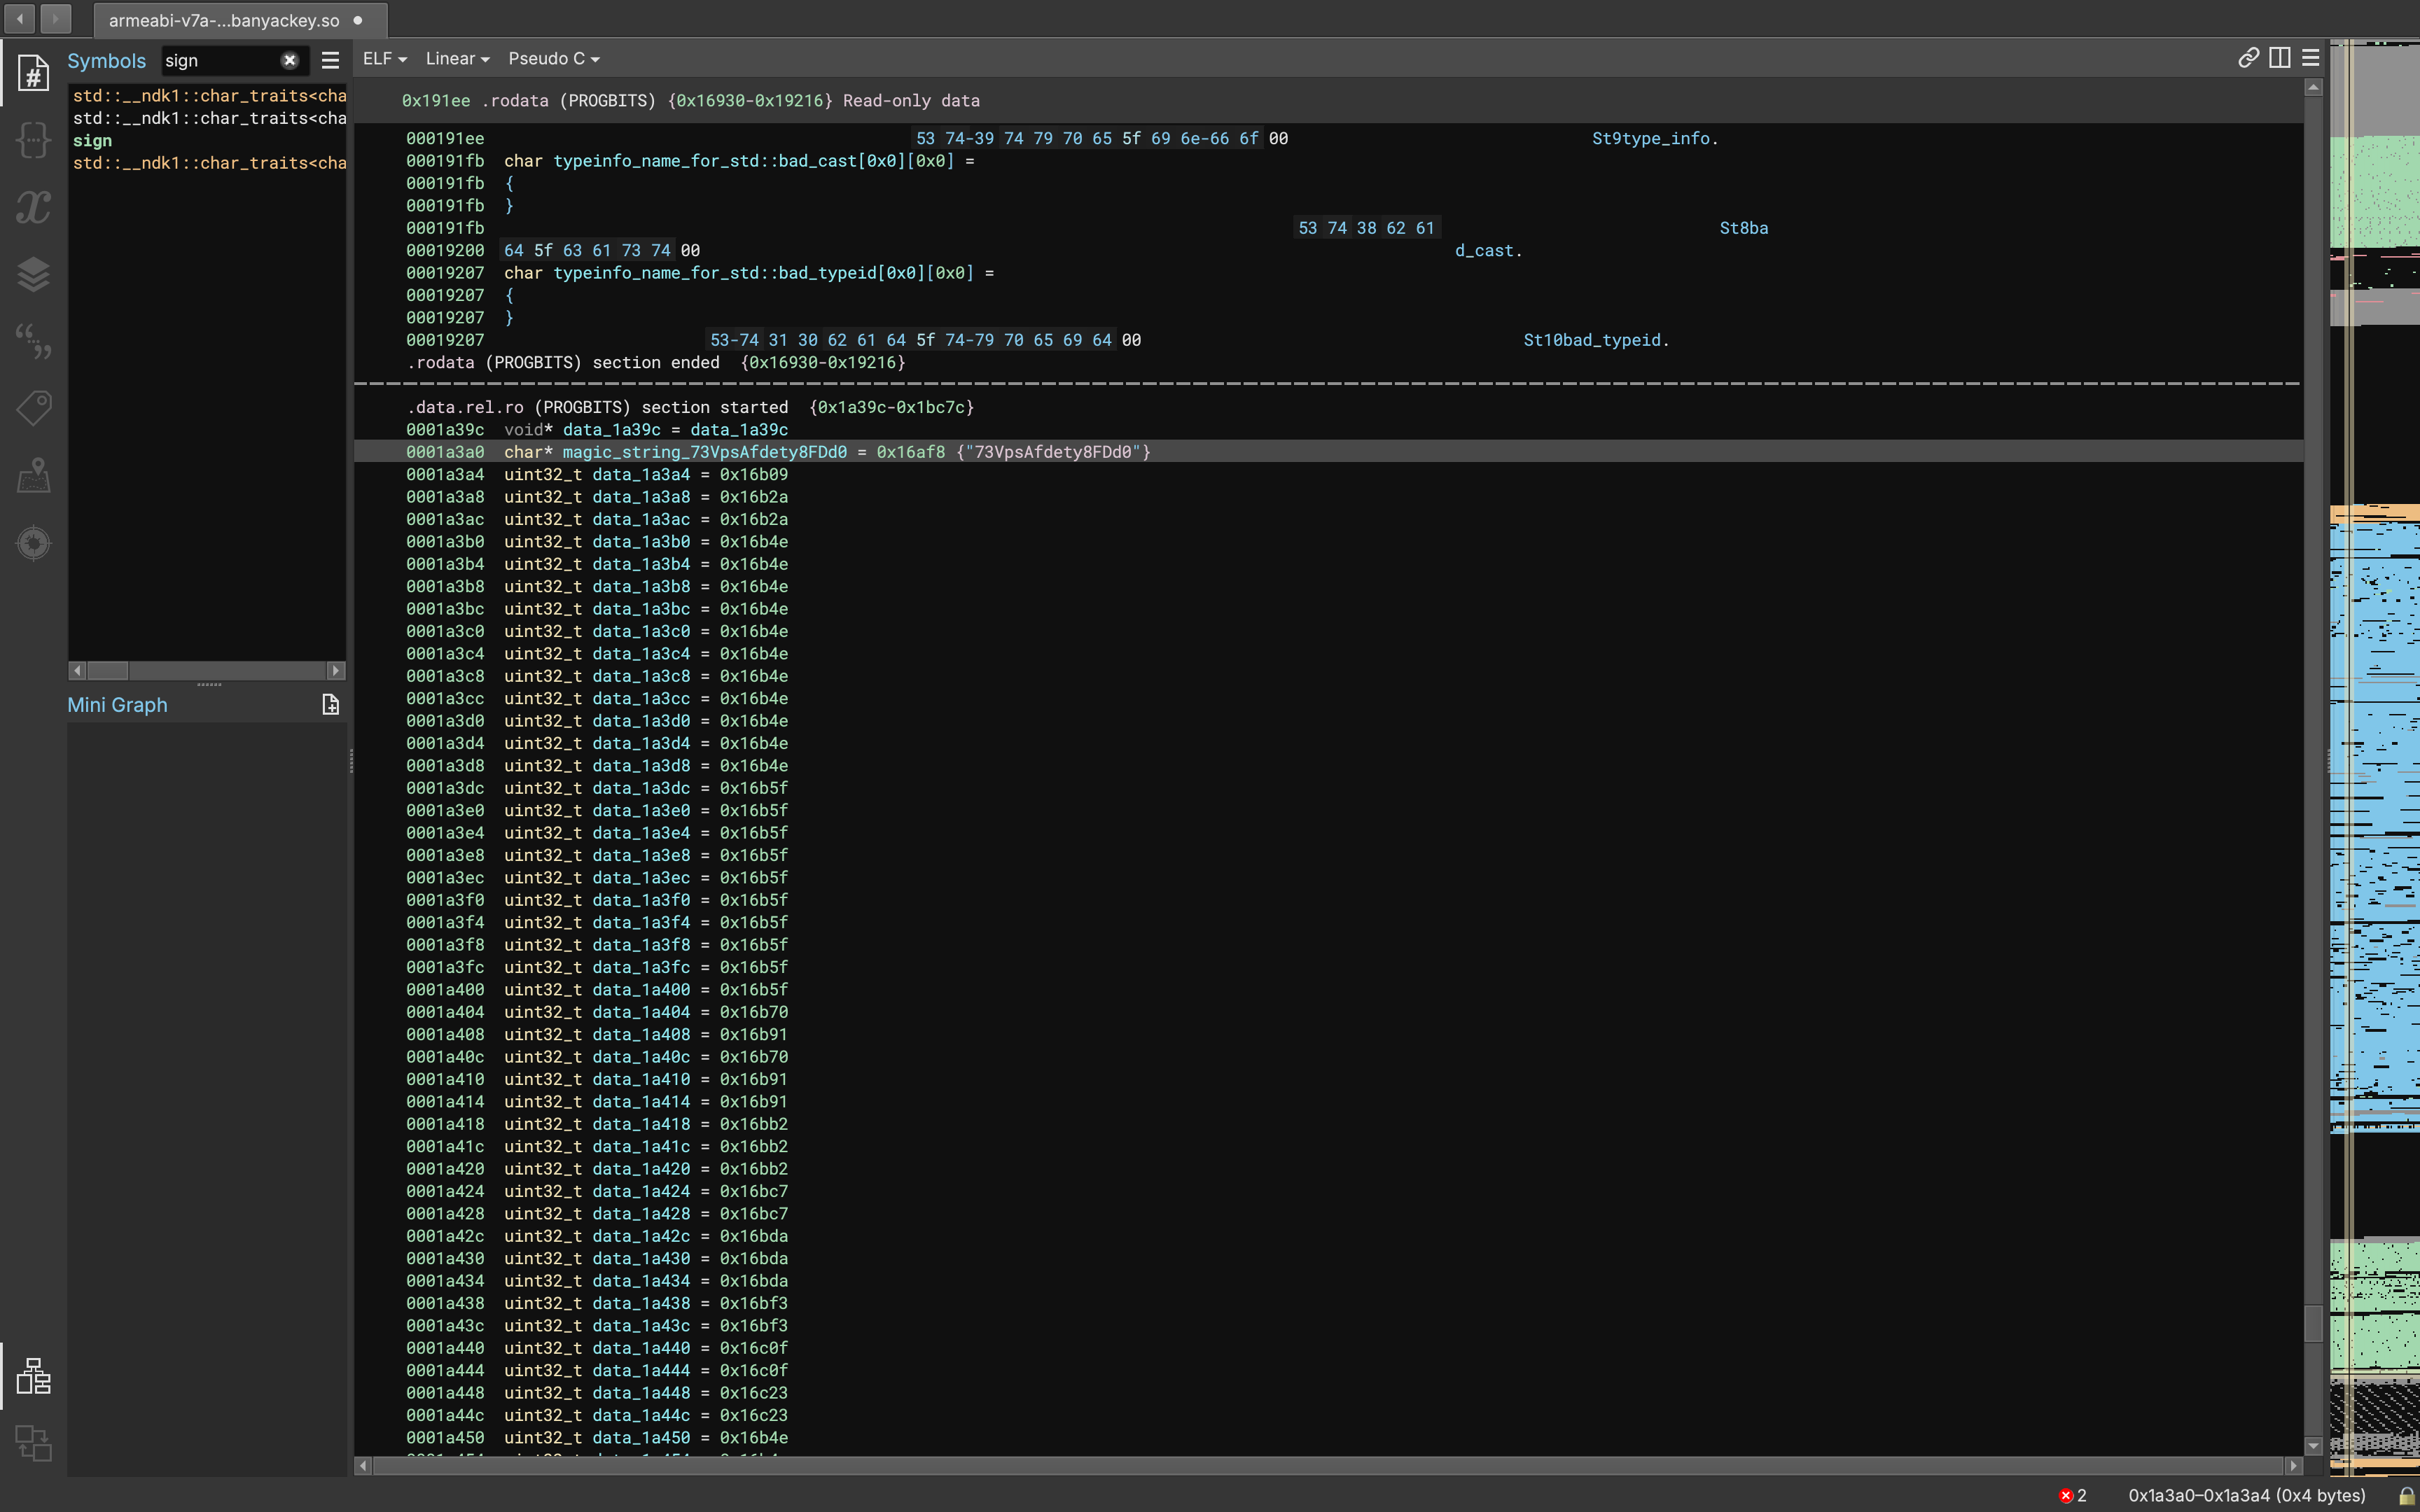 armeabi-v7a-...banyackey.so ●
Symbols sign
ELF Linear Pseudo C
std::__ndk1::char_traits<cha
std::__ndk1::char_traits<cha
sign
std::__ndk1::char_traits<cha
Mini Graph
0x191ee .rodata (PROGBITS) {0x16930-0x19216} Read-only data
000191ee 53 74-39 74 79 70 65 5f 69 6e-66 6f 00 St9type_info.
000191fb char typeinfo_name_for_std::bad_cast[0x0][0x0] =
000191fb {
000191fb }
000191fb 53 74 38 62 61 St8ba
00019200 64 5f 63 61 73 74 00 d_cast.
00019207 char typeinfo_name_for_std::bad_typeid[0x0][0x0] =
00019207 {
00019207 }
00019207 53-74 31 30 62 61 64 5f 74-79 70 65 69 64 00 St10bad_typeid.
.rodata (PROGBITS) section ended {0x16930-0x19216}
.data.rel.ro (PROGBITS) section started {0x1a39c-0x1bc7c}
0001a39c void* data_1a39c = data_1a39c
0001a3a0 char* magic_string_73VpsAfdety8FDd0 = 0x16af8 {"73VpsAfdety8FDd0"}
0001a3a4 uint32_t data_1a3a4 = 0x16b09
0001a3a8 uint32_t data_1a3a8 = 0x16b2a
0001a3ac uint32_t data_1a3ac = 0x16b2a
0001a3b0 uint32_t data_1a3b0 = 0x16b4e
0001a3b4 uint32_t data_1a3b4 = 0x16b4e
0001a3b8 uint32_t data_1a3b8 = 0x16b4e
0001a3bc uint32_t data_1a3bc = 0x16b4e
0001a3c0 uint32_t data_1a3c0 = 0x16b4e
0001a3c4 uint32_t data_1a3c4 = 0x16b4e
0001a3c8 uint32_t data_1a3c8 = 0x16b4e
0001a3cc uint32_t data_1a3cc = 0x16b4e
0001a3d0 uint32_t data_1a3d0 = 0x16b4e
0001a3d4 uint32_t data_1a3d4 = 0x16b4e
0001a3d8 uint32_t data_1a3d8 = 0x16b4e
0001a3dc uint32_t data_1a3dc = 0x16b5f
0001a3e0 uint32_t data_1a3e0 = 0x16b5f
0001a3e4 uint32_t data_1a3e4 = 0x16b5f
0001a3e8 uint32_t data_1a3e8 = 0x16b5f
0001a3ec uint32_t data_1a3ec = 0x16b5f
0001a3f0 uint32_t data_1a3f0 = 0x16b5f
0001a3f4 uint32_t data_1a3f4 = 0x16b5f
0001a3f8 uint32_t data_1a3f8 = 0x16b5f
0001a3fc uint32_t data_1a3fc = 0x16b5f
0001a400 uint32_t data_1a400 = 0x16b5f
0001a404 uint32_t data_1a404 = 0x16b70
0001a408 uint32_t data_1a408 = 0x16b91
0001a40c uint32_t data_1a40c = 0x16b70
0001a410 uint32_t data_1a410 = 0x16b91
0001a414 uint32_t data_1a414 = 0x16b91
0001a418 uint32_t data_1a418 = 0x16bb2
0001a41c uint32_t data_1a41c = 0x16bb2
0001a420 uint32_t data_1a420 = 0x16bb2
0001a424 uint32_t data_1a424 = 0x16bc7
0001a428 uint32_t data_1a428 = 0x16bc7
0001a42c uint32_t data_1a42c = 0x16bda
0001a430 uint32_t data_1a430 = 0x16bda
0001a434 uint32_t data_1a434 = 0x16bda
0001a438 uint32_t data_1a438 = 0x16bf3
0001a43c uint32_t data_1a43c = 0x16bf3
0001a440 uint32_t data_1a440 = 0x16c0f
0001a444 uint32_t data_1a444 = 0x16c0f
0001a448 uint32_t data_1a448 = 0x16c23
0001a44c uint32_t data_1a44c = 0x16c23
0001a450 uint32_t data_1a450 = 0x16b4e
2 0x1a3a0–0x1a3a4 (0x4 bytes)